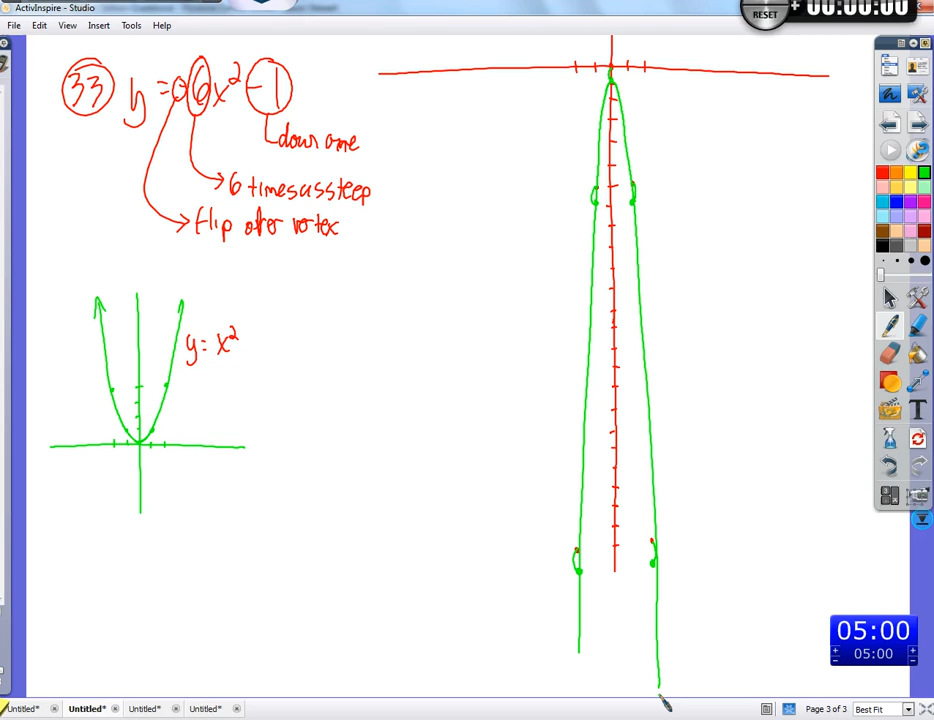 ActivInspire - Studio
00:00:00
RESET
File Edit View Insert Tools Help
33 y = -6x² -1
down one
6 times as steep
flip over vertex
y = x²
05:00
05:00
Untitled* Untitled* Untitled* Untitled*
Page 3 of 3 Best Fit